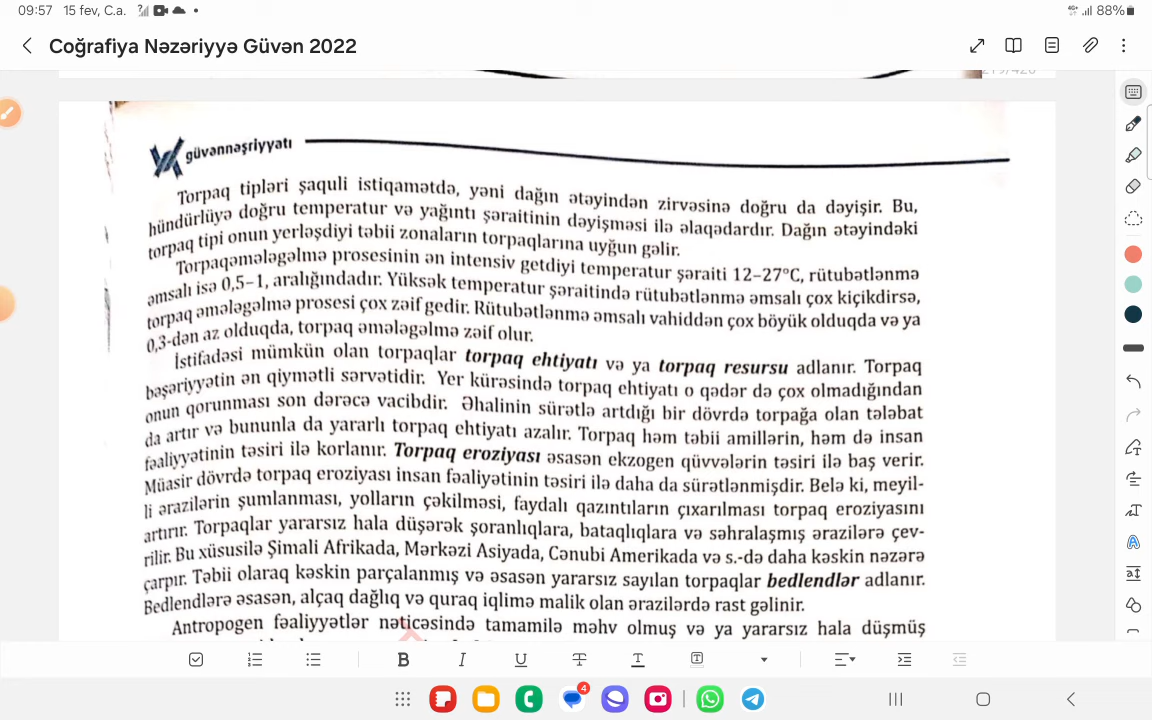 09:57 15 fev, C.a.
4G+ 88%
Coğrafiya Nəzəriyyə Güvən 2022
219/420
güvənnəşriyyatı
Torpaq tipləri şaquli istiqamətdə, yəni dağın ətəyindən zirvəsinə doğru da dəyişir. Bu,
hündürlüyə doğru temperatur və yağıntı şəraitinin dəyişməsi ilə əlaqədardır. Dağın ətəyindəki
torpaq tipi onun yerləşdiyi təbii zonaların torpaqlarına uyğun gəlir.
Torpaqəmələgəlmə prosesinin ən intensiv getdiyi temperatur şəraiti 12–27°C, rütubətlənmə
əmsalı isə 0,5–1, aralığındadır. Yüksək temperatur şəraitində rütubətlənmə əmsalı çox kiçikdirsə,
torpaq əmələgəlmə prosesi çox zəif gedir. Rütubətlənmə əmsalı vahiddən çox böyük olduqda və ya
0,3-dən az olduqda, torpaq əmələgəlmə zəif olur.
İstifadəsi mümkün olan torpaqlar torpaq ehtiyatı və ya torpaq resursu adlanır. Torpaq
bəşəriyyətin ən qiymətli sərvətidir. Yer kürəsində torpaq ehtiyatı o qədər də çox olmadığından
onun qorunması son dərəcə vacibdir. Əhalinin sürətlə artdığı bir dövrdə torpağa olan tələbat
da artır və bununla da yararlı torpaq ehtiyatı azalır. Torpaq həm təbii amillərin, həm də insan
fəaliyyətinin təsiri ilə korlanır. Torpaq eroziyası əsasən ekzogen qüvvələrin təsiri ilə baş verir.
Müasir dövrdə torpaq eroziyası insan fəaliyyətinin təsiri ilə daha da sürətlənmişdir. Belə ki, meyil-
li ərazilərin şumlanması, yolların çəkilməsi, faydalı qazıntıların çıxarılması torpaq eroziyasını
artırır. Torpaqlar yararsız hala düşərək şoranlıqlara, bataqlıqlara və səhralaşmış ərazilərə çev-
rilir. Bu xüsusilə Şimali Afrikada, Mərkəzi Asiyada, Cənubi Amerikada və s.-də daha kəskin nəzərə
çarpır. Təbii olaraq kəskin parçalanmış və əsasən yararsız sayılan torpaqlar bedlendlər adlanır.
Bedlendlərə əsasən, alçaq dağlıq və quraq iqlimə malik olan ərazilərdə rast gəlinir.
Antropogen fəaliyyətlər nəticəsində tamamilə məhv olmuş və ya yararsız hala düşmüş
B I U T T T
4